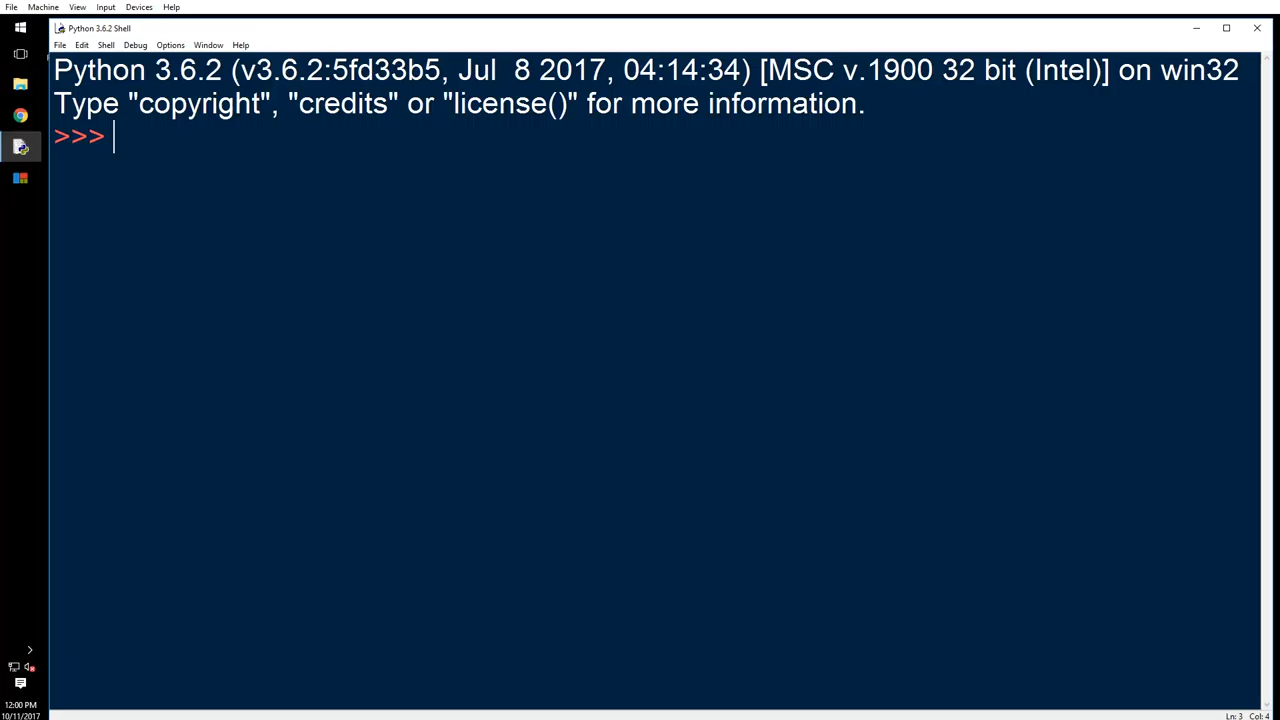 File Machine View Input Devices Help
Python 3.6.2 Shell
File Edit Shell Debug Options Window Help
Python 3.6.2 (v3.6.2:5fd33b5, Jul  8 2017, 04:14:34) [MSC v.1900 32 bit (Intel)] on win32
Type "copyright", "credits" or "license()" for more information.
>>>
12:00 PM
10/11/2017
Ln: 3 Col: 4